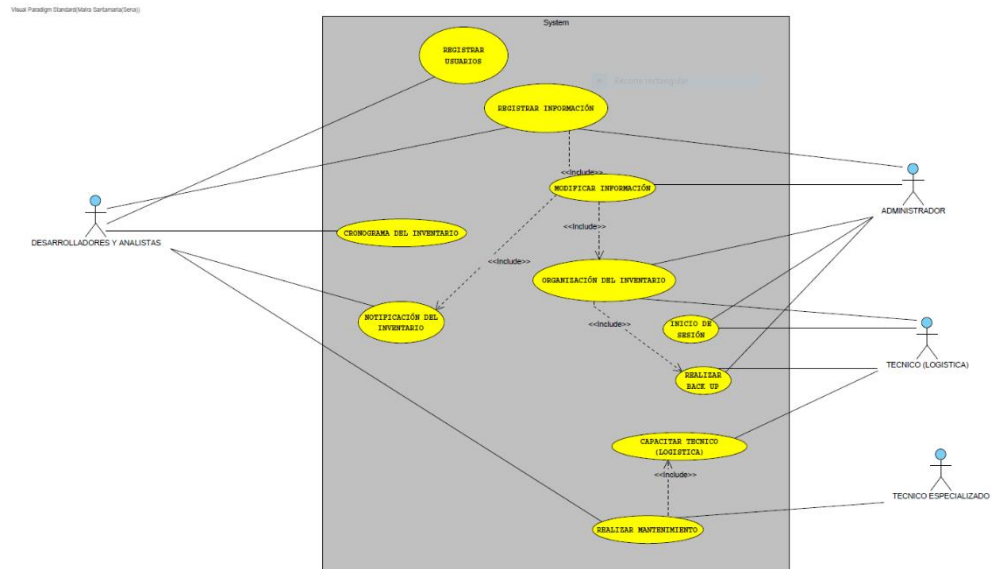 Visual Paradigm Standard(Maira Santamaria(Sena))
System
REGISTRAR
USUARIOS
REGISTRAR INFORMACIÓN
<<Include>>
MODIFICAR INFORMACIÓN
ADMINISTRADOR
DESARROLLADORES Y ANALISTAS
CRONOGRAMA DEL INVENTARIO
<<Include>>
<<Include>>
ORGANIZACIÓN DEL INVENTARIO
NOTIFICACIÓN DEL
INVENTARIO
<<Include>>
INICIO DE
SESIÓN
TECNICO (LOGISTICA)
REALIZAR
BACK UP
CAPACITAR TECNICO
(LOGISTICA)
<<Include>>
TECNICO ESPECIALIZADO
REALIZAR MANTENIMIENTO